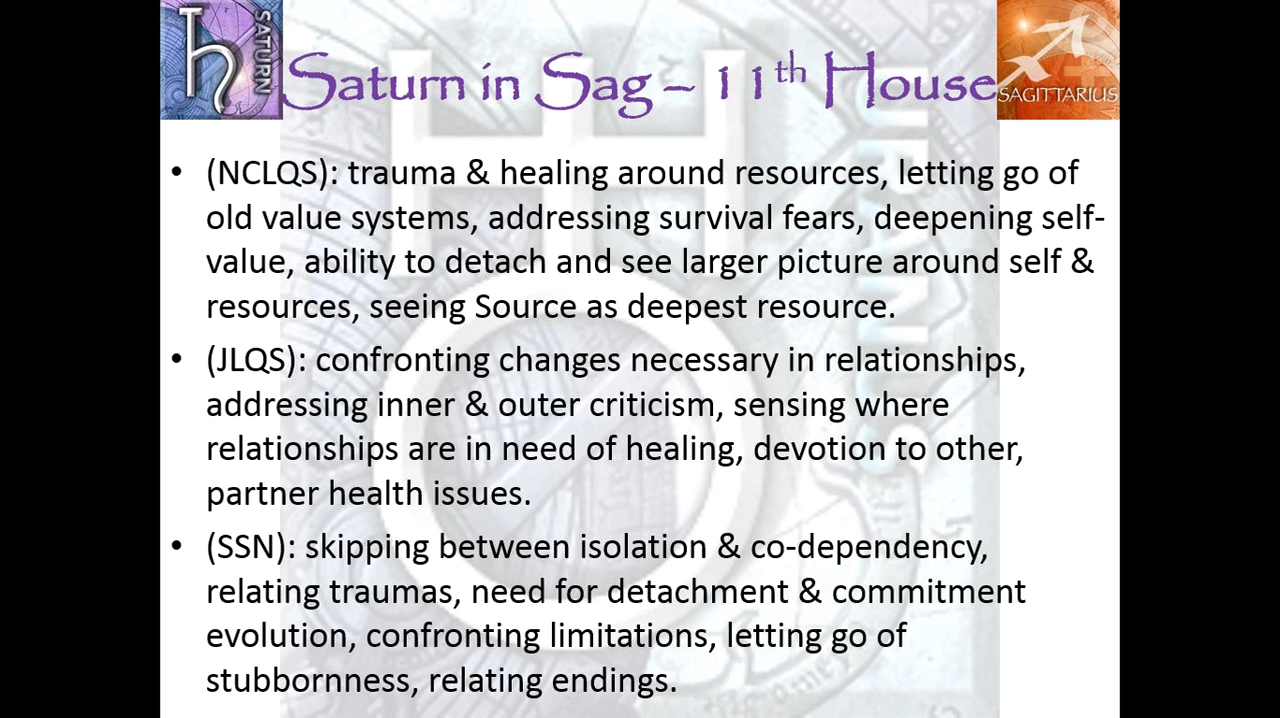 SATURN
Saturn in Sag – 11th House
SAGITTARIUS
• (NCLQS): trauma & healing around resources, letting go of
old value systems, addressing survival fears, deepening self-
value, ability to detach and see larger picture around self &
resources, seeing Source as deepest resource.
• (JLQS): confronting changes necessary in relationships,
addressing inner & outer criticism, sensing where
relationships are in need of healing, devotion to other,
partner health issues.
• (SSN): skipping between isolation & co-dependency,
relating traumas, need for detachment & commitment
evolution, confronting limitations, letting go of
stubbornness, relating endings.
URANUS